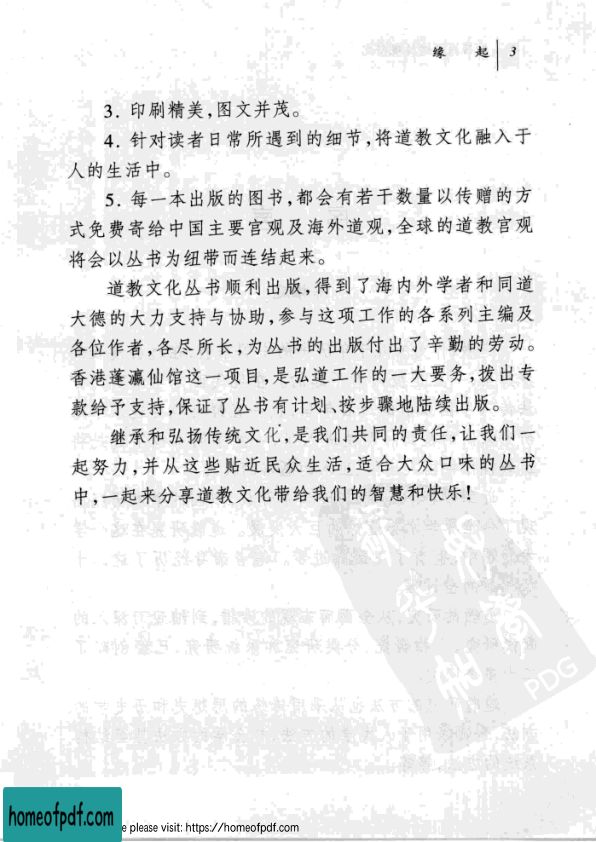 缘 起 3
3. 印刷精美,图文并茂。
4. 针对读者日常所遇到的细节,将道教文化融入于
人的生活中。
5. 每一本出版的图书,都会有若干数量以传赠的方
式免费寄给中国主要宫观及海外道观,全球的道教宫观
将会以丛书为纽带而连结起来。
道教文化丛书顺利出版,得到了海内外学者和同道
大德的大力支持与协助,参与这项工作的各系列主编及
各位作者,各尽所长,为丛书的出版付出了辛勤的劳动。
香港蓬瀛仙馆这一项目,是弘道工作的一大要务,拨出专
款给予支持,保证了丛书有计划、按步骤地陆续出版。
继承和弘扬传统文化,是我们共同的责任,让我们一
起努力,并从这些贴近民众生活,适合大众口味的丛书
中,一起来分享道教文化带给我们的智慧和快乐!
PDG
homeofpdf.com
e please visit: https://homeofpdf.com